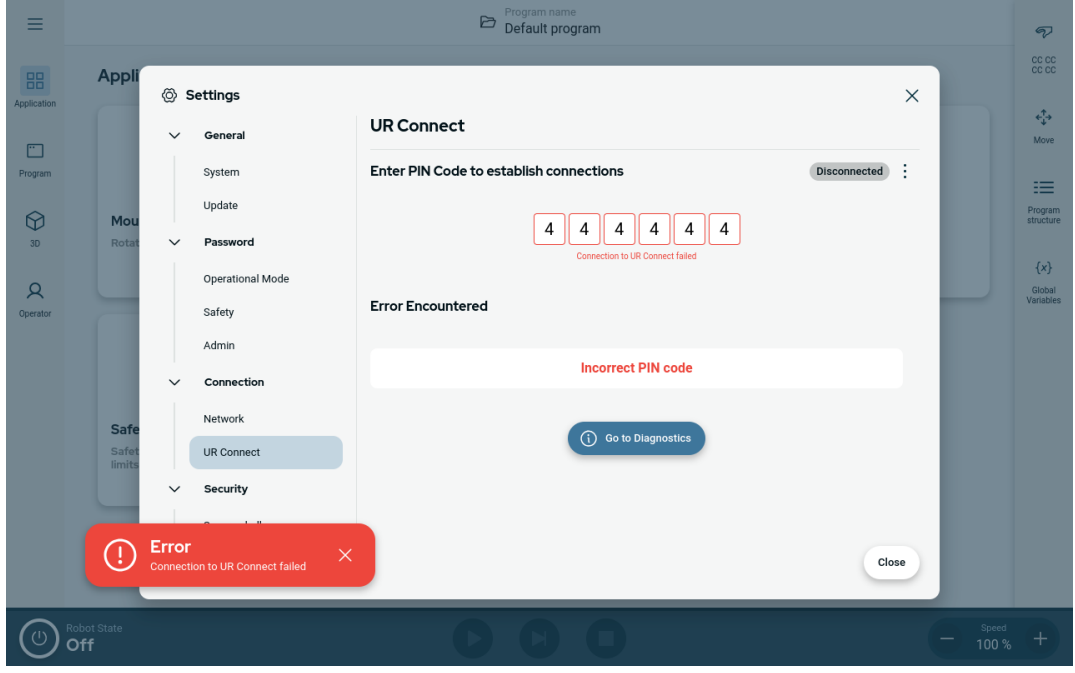 Program name
Default program
Application
Program
3D
Operator
Appli
Mou
Rotat
Safe
Safet
limits
Settings
General
System
Update
Password
Operational Mode
Safety
Admin
Connection
Network
UR Connect
Security
UR Connect
Enter PIN Code to establish connections
Disconnected
4 4 4 4 4 4
Connection to UR Connect failed
Error Encountered
Incorrect PIN code
Go to Diagnostics
Close
Error
Connection to UR Connect failed
CC CC
CC CC
Move
Program
structure
{x}
Global
Variables
Robot State
Off
Speed
100 %